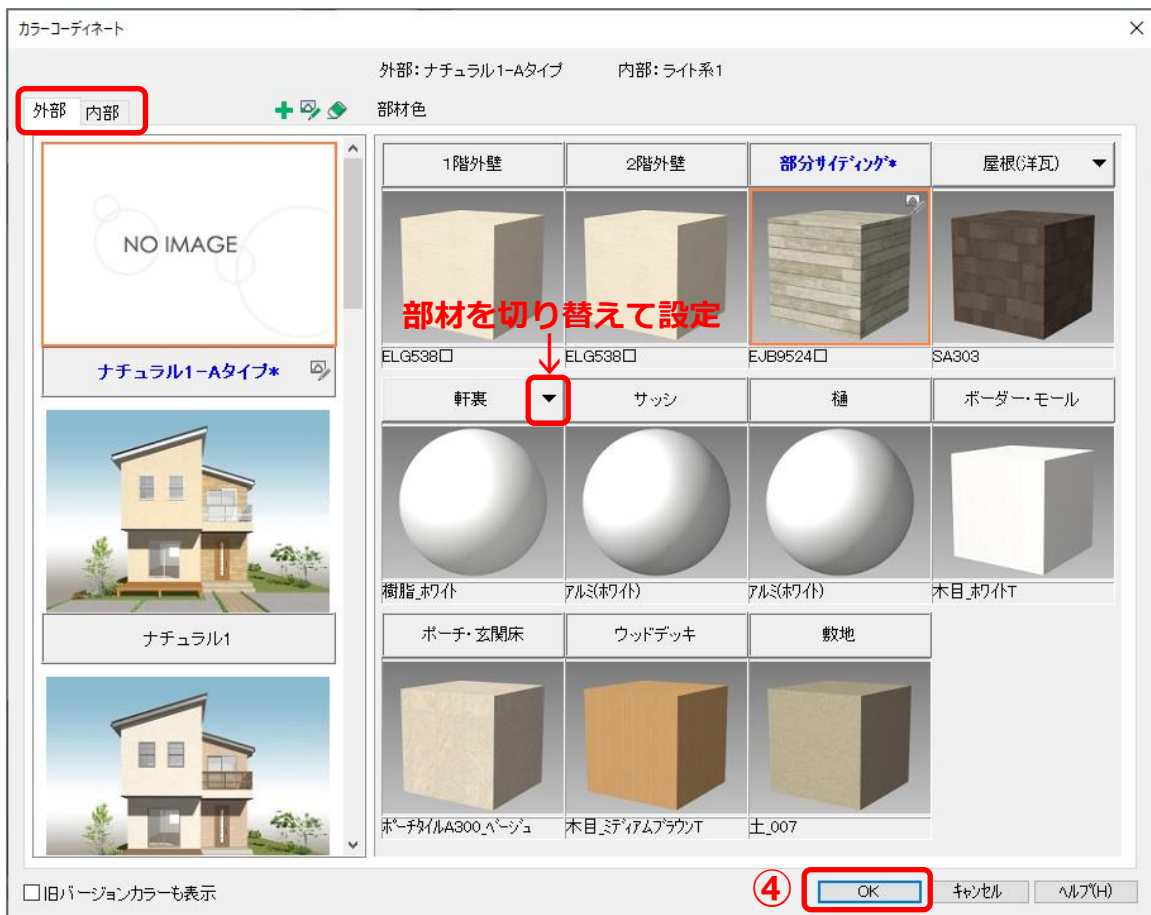 カラーコーディネート
外部：ナチュラル1-Aタイプ 内部：ライト系1
外部 内部
部材色
NO IMAGE
ナチュラル1-Aタイプ*
ナチュラル1
1階外壁 2階外壁 部分サイディング* 屋根(洋瓦)
部材を切り替えて設定
↓
ELG538□ ELG538□ EJB9524□ SA303
軒裏 サッシ 樋 ボーダー・モール
樹脂_ホワイト アルミ(ホワイト) アルミ(ホワイト) 木目_ホワイトT
ポーチ・玄関床 ウッドデッキ 敷地
ポーチタイルA300_ベージュ 木目_ミディアムブラウンT 土_007
旧バージョンカラーも表示
④ OK キャンセル ヘルプ(H)